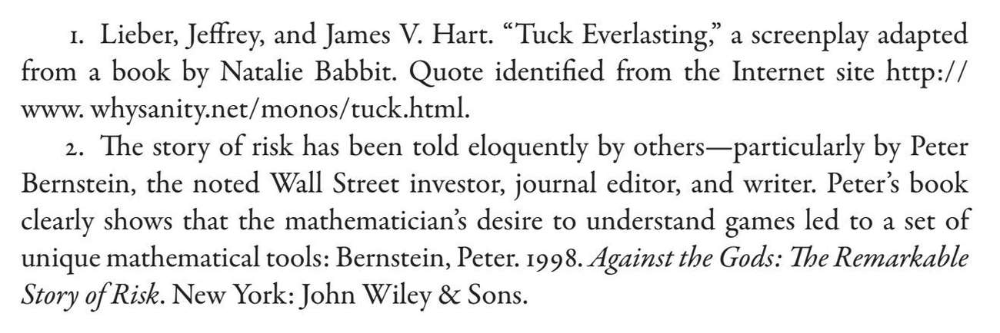 1. Lieber, Jeffrey, and James V. Hart. “Tuck Everlasting,” a screenplay adapted
from a book by Natalie Babbit. Quote identified from the Internet site http://
www. whysanity.net/monos/tuck.html.
2. The story of risk has been told eloquently by others—particularly by Peter
Bernstein, the noted Wall Street investor, journal editor, and writer. Peter’s book
clearly shows that the mathematician’s desire to understand games led to a set of
unique mathematical tools: Bernstein, Peter. 1998. Against the Gods: The Remarkable
Story of Risk. New York: John Wiley & Sons.